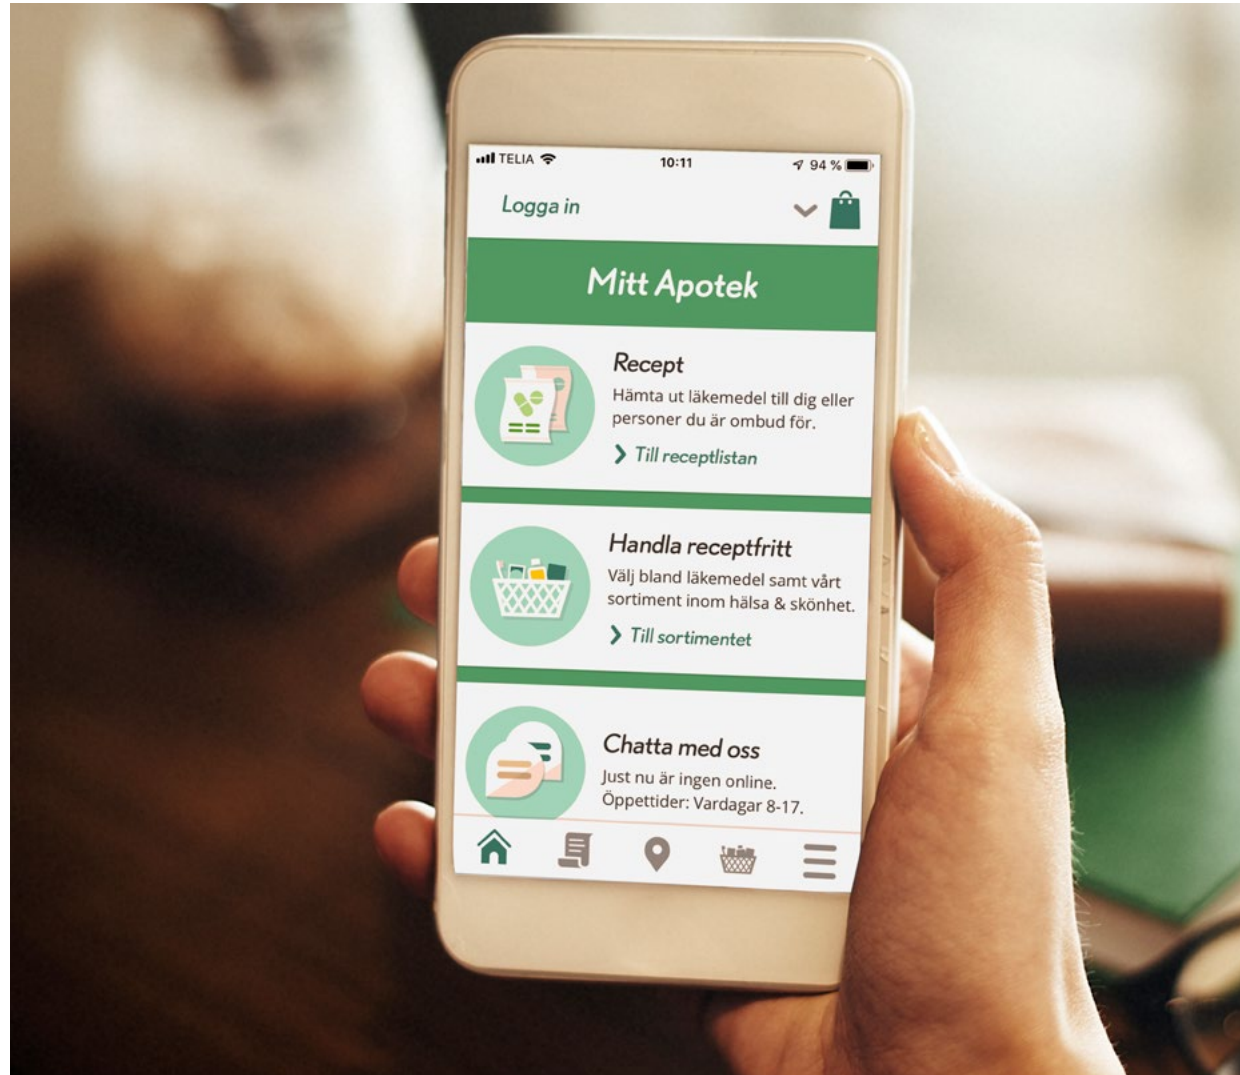 TELIA 10:11 94 %
Logga in
Mitt Apotek
Recept
Hämta ut läkemedel till dig eller
personer du är ombud för.
Till receptlistan
Handla receptfritt
Välj bland läkemedel samt vårt
sortiment inom hälsa & skönhet.
Till sortimentet
Chatta med oss
Just nu är ingen online.
Öppettider: Vardagar 8-17.